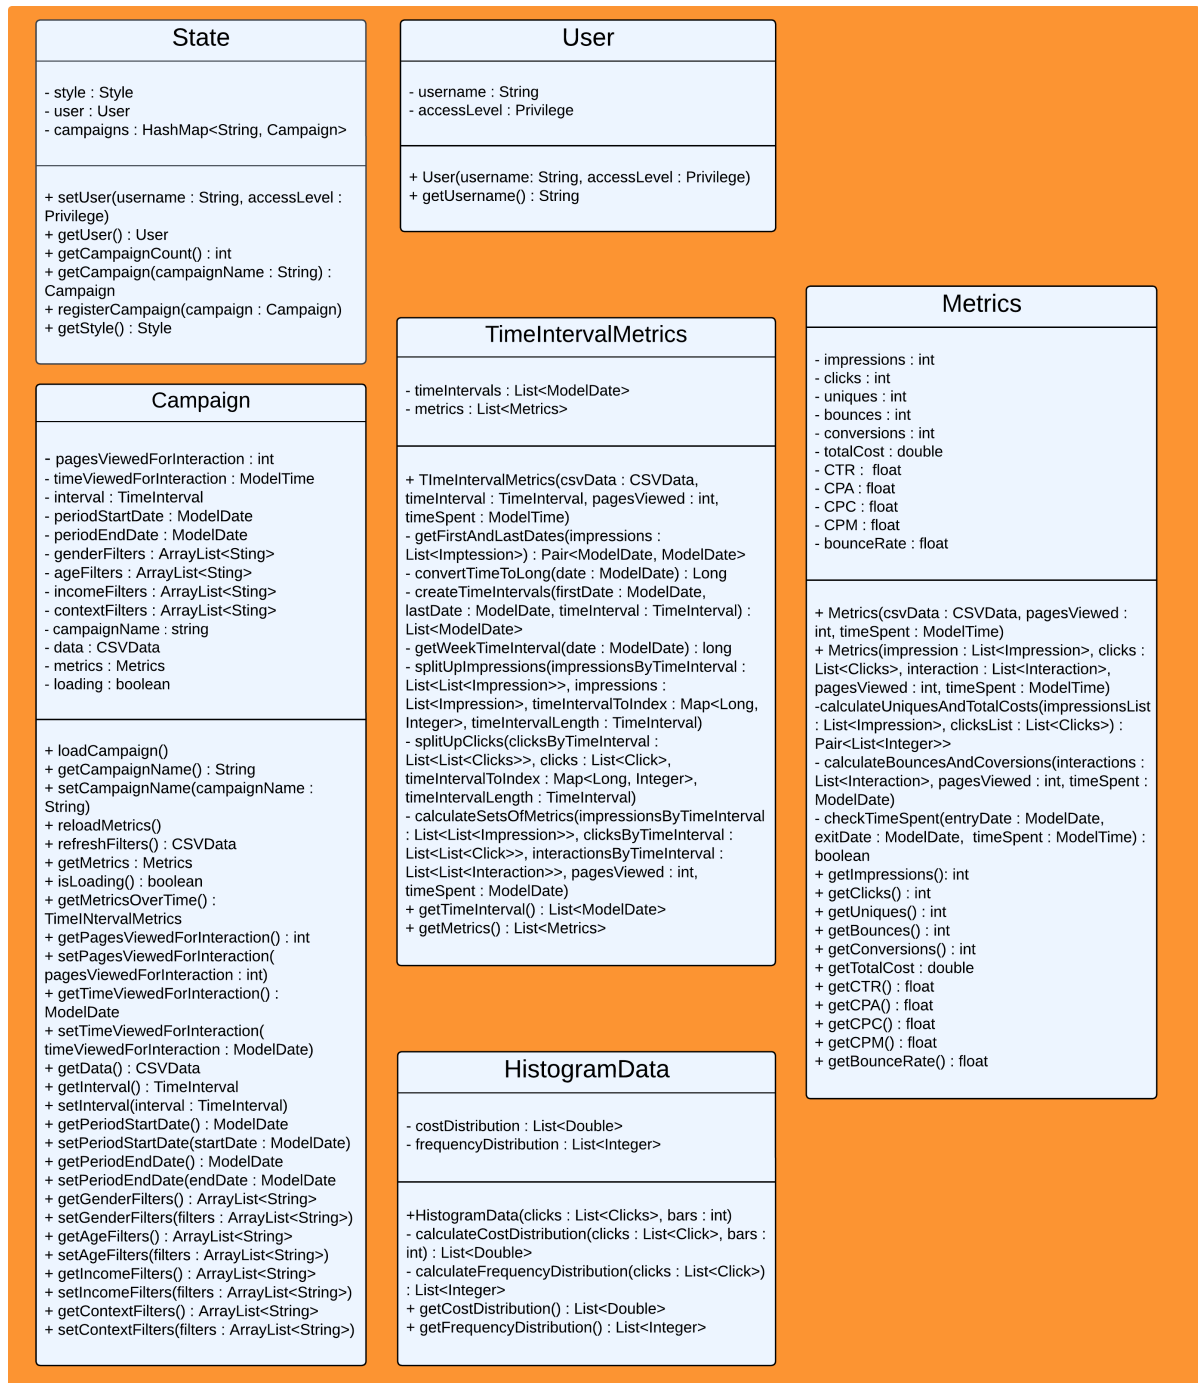 State
- style : Style
- user : User
- campaigns : HashMap<String, Campaign>
+ setUser(username : String, accessLevel :
Privilege)
+ getUser() : User
+ getCampaignCount() : int
+ getCampaign(campaignName : String) :
Campaign
+ registerCampaign(campaign : Campaign)
+ getStyle() : Style
User
- username : String
- accessLevel : Privilege
+ User(username: String, accessLevel : Privilege)
+ getUsername() : String
Campaign
- pagesViewedForInteraction : int
- timeViewedForInteraction : ModelTime
- interval : TimeInterval
- periodStartDate : ModelDate
- periodEndDate : ModelDate
- genderFilters : ArrayList<Sting>
- ageFilters : ArrayList<Sting>
- incomeFilters : ArrayList<Sting>
- contextFilters : ArrayList<Sting>
- campaignName : string
- data : CSVData
- metrics : Metrics
- loading : boolean
+ loadCampaign()
+ getCampaignName() : String
+ setCampaignName(campaignName :
String)
+ reloadMetrics()
+ refreshFilters() : CSVData
+ getMetrics : Metrics
+ isLoading() : boolean
+ getMetricsOverTime() :
TimeINtervalMetrics
+ getPagesViewedForInteraction() : int
+ setPagesViewedForInteraction(
pagesViewedForInteraction : int)
+ getTimeViewedForInteraction() :
ModelDate
+ setTimeViewedForInteraction(
timeViewedForInteraction : ModelDate)
+ getData() : CSVData
+ getInterval() : TimeInterval
+ setInterval(interval : TimeInterval)
+ getPeriodStartDate() : ModelDate
+ setPeriodStartDate(startDate : ModelDate)
+ getPeriodEndDate() : ModelDate
+ setPeriodEndDate(endDate : ModelDate
+ getGenderFilters() : ArrayList<String>
+ setGenderFilters(filters : ArrayList<String>)
+ getAgeFilters() : ArrayList<String>
+ setAgeFilters(filters : ArrayList<String>)
+ getIncomeFilters() : ArrayList<String>
+ setIncomeFilters(filters : ArrayList<String>)
+ getContextFilters() : ArrayList<String>
+ setContextFilters(filters : ArrayList<String>)
TimeIntervalMetrics
- timeIntervals : List<ModelDate>
- metrics : List<Metrics>
+ TImeIntervalMetrics(csvData : CSVData,
timeInterval : TimeInterval, pagesViewed : int,
timeSpent : ModelTime)
- getFirstAndLastDates(impressions :
List<Imptession>) : Pair<ModelDate, ModelDate>
- convertTimeToLong(date : ModelDate) : Long
- createTimeIntervals(firstDate : ModelDate,
lastDate : ModelDate, timeInterval : TimeInterval) :
List<ModelDate>
- getWeekTimeInterval(date : ModelDate) : long
- splitUpImpressions(impressionsByTimeInterval :
List<List<Impression>>, impressions :
List<Impression>, timeIntervalToIndex : Map<Long,
Integer>, timeIntervalLength : TimeInterval)
- splitUpClicks(clicksByTimeInterval :
List<List<Clicks>>, clicks : List<Click>,
timeIntervalToIndex : Map<Long, Integer>,
timeIntervalLength : TimeInterval)
- calculateSetsOfMetrics(impressionsByTimeInterval
: List<List<Impression>>, clicksByTimeInterval :
List<List<Click>>, interactionsByTimeInterval :
List<List<Interaction>>, pagesViewed : int,
timeSpent : ModelDate)
+ getTimeInterval() : List<ModelDate>
+ getMetrics() : List<Metrics>
HistogramData
- costDistribution : List<Double>
- frequencyDistribution : List<Integer>
+HistogramData(clicks : List<Clicks>, bars : int)
- calculateCostDistribution(clicks : List<Click>, bars :
int) : List<Double>
- calculateFrequencyDistribution(clicks : List<Click>)
: List<Integer>
+ getCostDistribution() : List<Double>
+ getFrequencyDistribution() : List<Integer>
Metrics
- impressions : int
- clicks : int
- uniques : int
- bounces : int
- conversions : int
- totalCost : double
- CTR :  float
- CPA : float
- CPC : float
- CPM : float
- bounceRate : float
+ Metrics(csvData : CSVData, pagesViewed :
int, timeSpent : ModelTime)
+ Metrics(impression : List<Impression>, clicks :
List<Clicks>, interaction : List<Interaction>,
pagesViewed : int, timeSpent : ModelTime)
-calculateUniquesAndTotalCosts(impressionsList
: List<Impression>, clicksList : List<Clicks>) :
Pair<List<Integer>>
- calculateBouncesAndCoversions(interactions :
List<Interaction>, pagesViewed : int, timeSpent :
ModelDate)
- checkTimeSpent(entryDate : ModelDate,
exitDate : ModelDate,  timeSpent : ModelTime) :
boolean
+ getImpressions(): int
+ getClicks() : int
+ getUniques() : int
+ getBounces() : int
+ getConversions() : int
+ getTotalCost : double
+ getCTR() : float
+ getCPA() : float
+ getCPC() : float
+ getCPM() : float
+ getBounceRate() : float